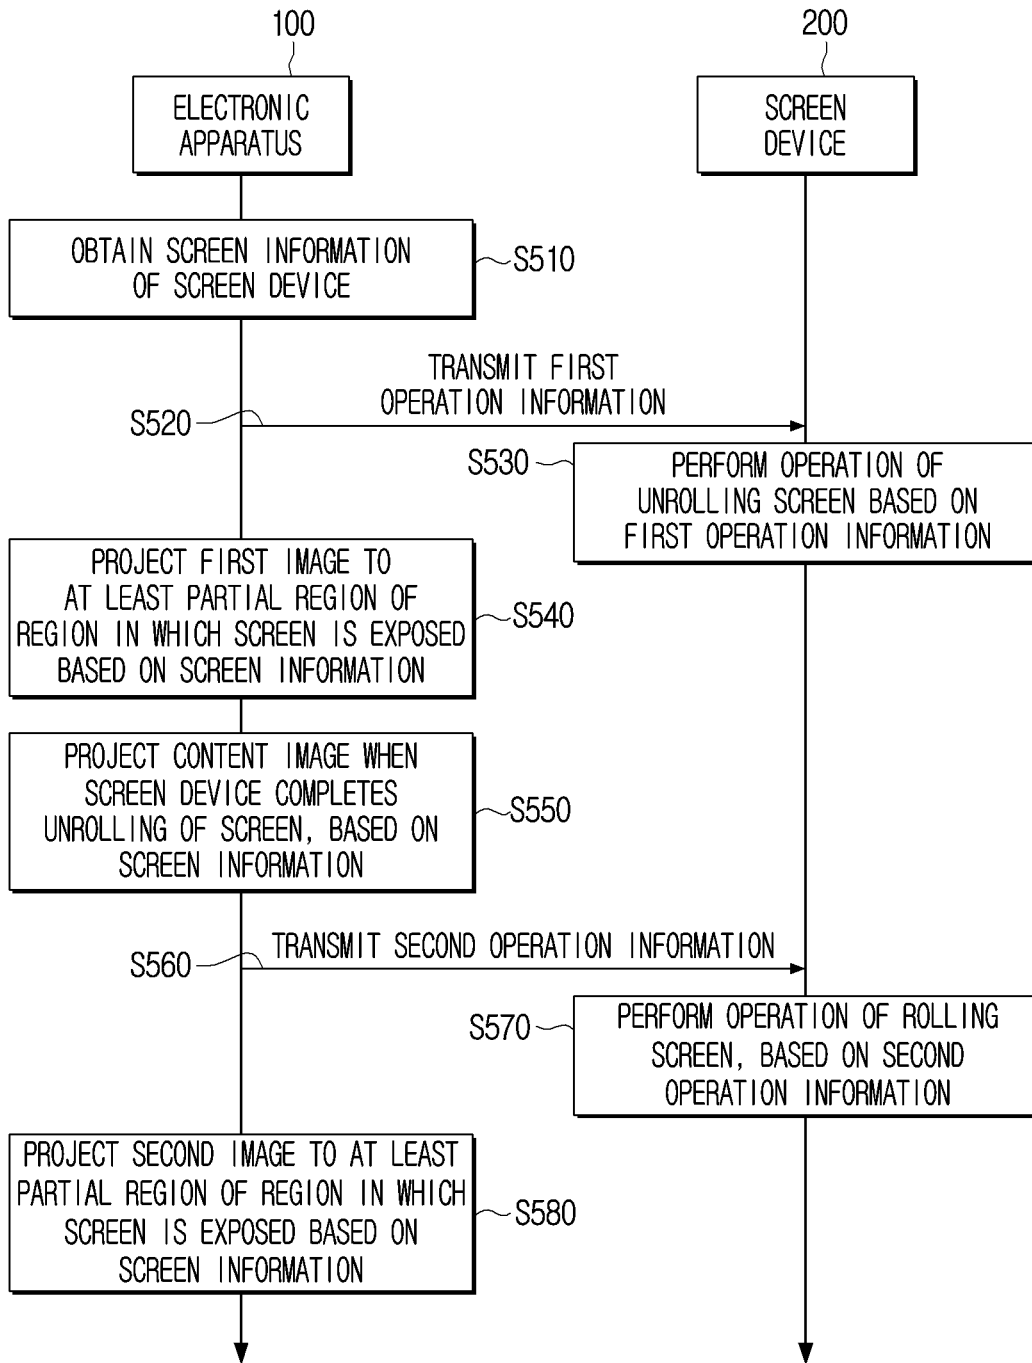 100
200
ELECTRONIC
APPARATUS
SCREEN
DEVICE
OBTAIN SCREEN INFORMATION
OF SCREEN DEVICE
S510
TRANSMIT FIRST
OPERATION INFORMATION
S520
S530
PERFORM OPERATION OF
UNROLLING SCREEN BASED ON
FIRST OPERATION INFORMATION
PROJECT FIRST IMAGE TO
AT LEAST PARTIAL REGION OF
REGION IN WHICH SCREEN IS EXPOSED
BASED ON SCREEN INFORMATION
S540
PROJECT CONTENT IMAGE WHEN
SCREEN DEVICE COMPLETES
UNROLLING OF SCREEN, BASED ON
SCREEN INFORMATION
S550
TRANSMIT SECOND OPERATION INFORMATION
S560
S570
PERFORM OPERATION OF ROLLING
SCREEN, BASED ON SECOND
OPERATION INFORMATION
PROJECT SECOND IMAGE TO AT LEAST
PARTIAL REGION OF REGION IN WHICH
SCREEN IS EXPOSED BASED ON
SCREEN INFORMATION
S580